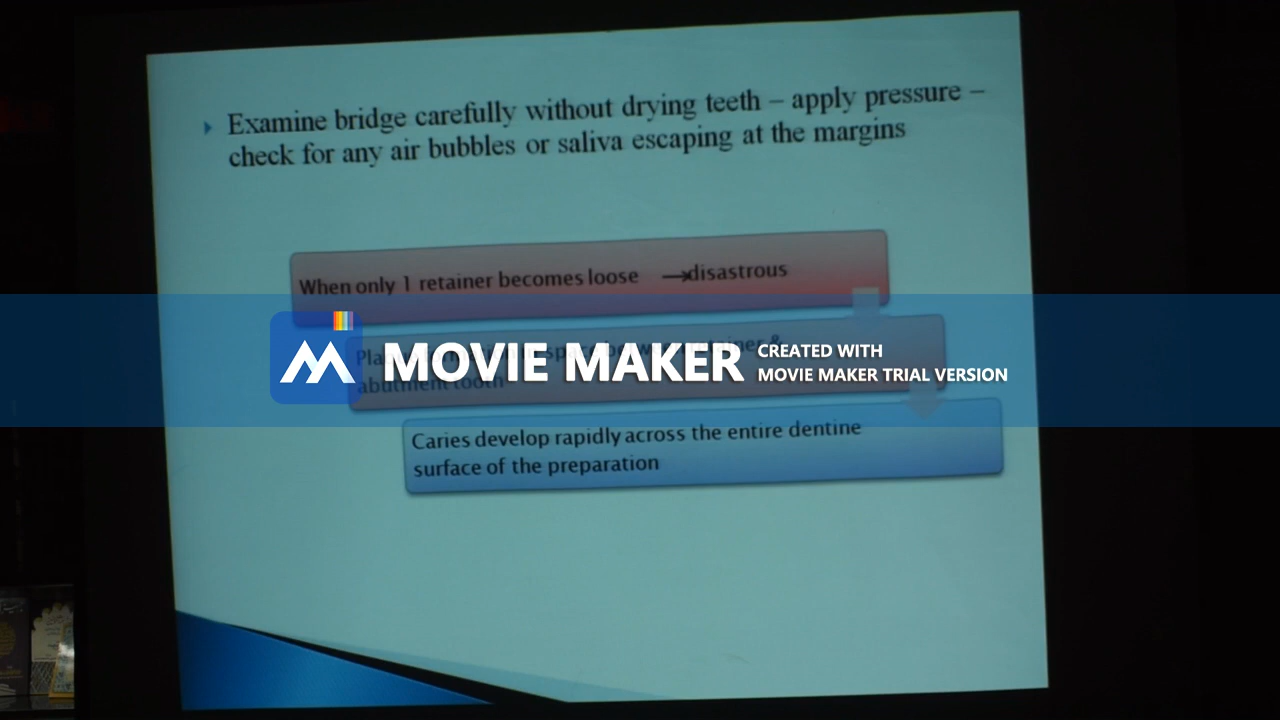 Examine bridge carefully without drying teeth – apply pressure –
check for any air bubbles or saliva escaping at the margins
When only 1 retainer becomes loose →disastrous
abutment tooth
MOVIE MAKER
CREATED WITH
MOVIE MAKER TRIAL VERSION
Caries develop rapidly across the entire dentine
surface of the preparation